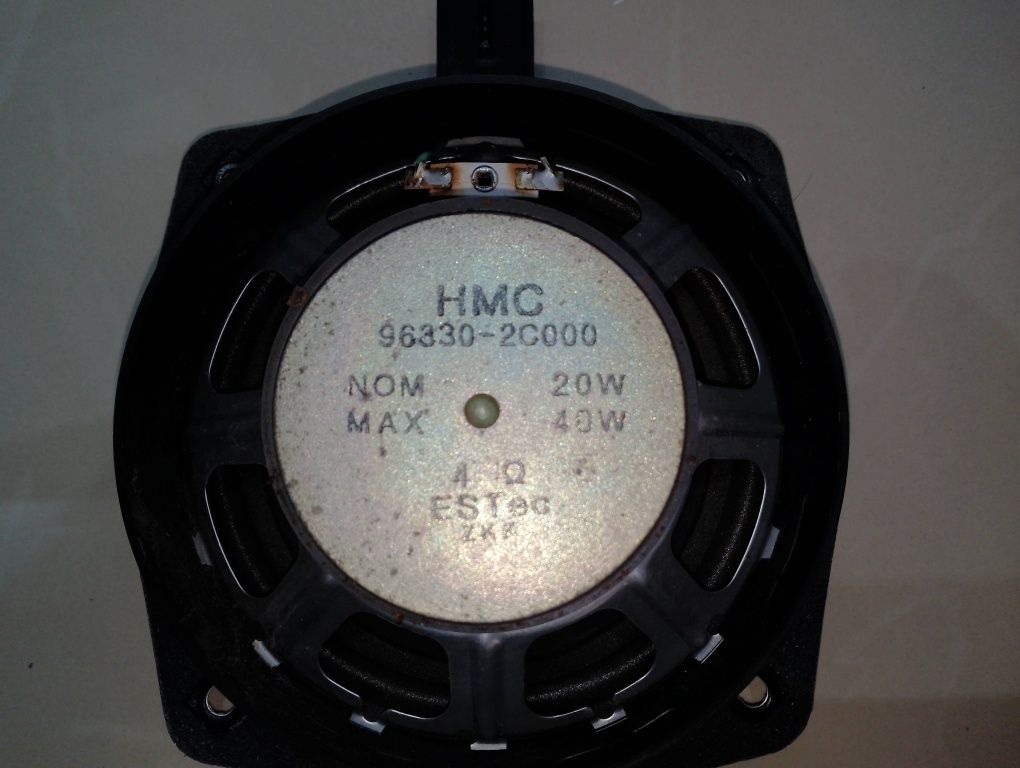 HMC
96330-2C000
NOM 20W
MAX 40W
4 Ω
ESTec